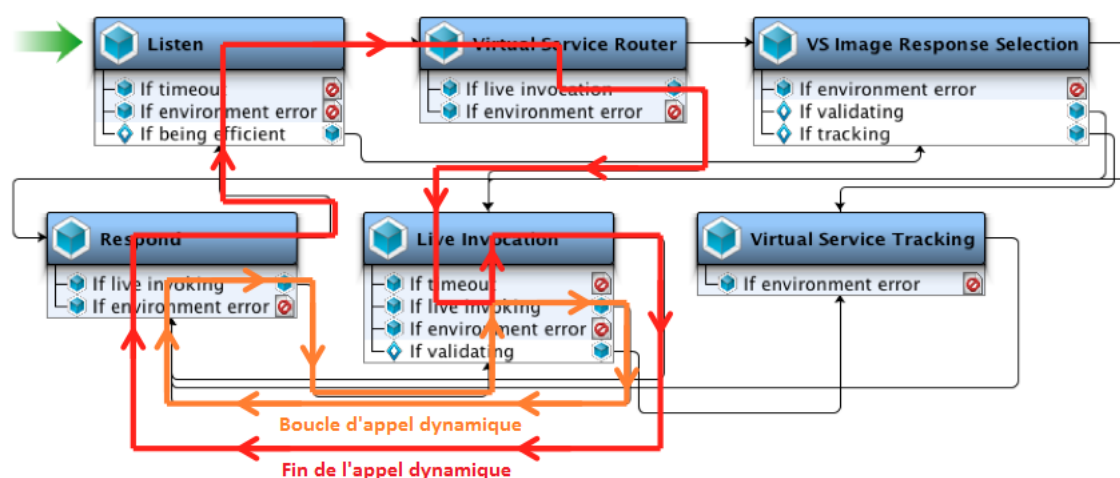 Listen
If timeout
If environment error
If being efficient
Virtual Service Router
If live invocation
If environment error
VS Image Response Selection
If environment error
If validating
If tracking
Respond
If live invoking
If environment error
Live Invocation
If timeout
If live invoking
If environment error
If validating
Virtual Service Tracking
If environment error
Boucle d'appel dynamique
Fin de l'appel dynamique